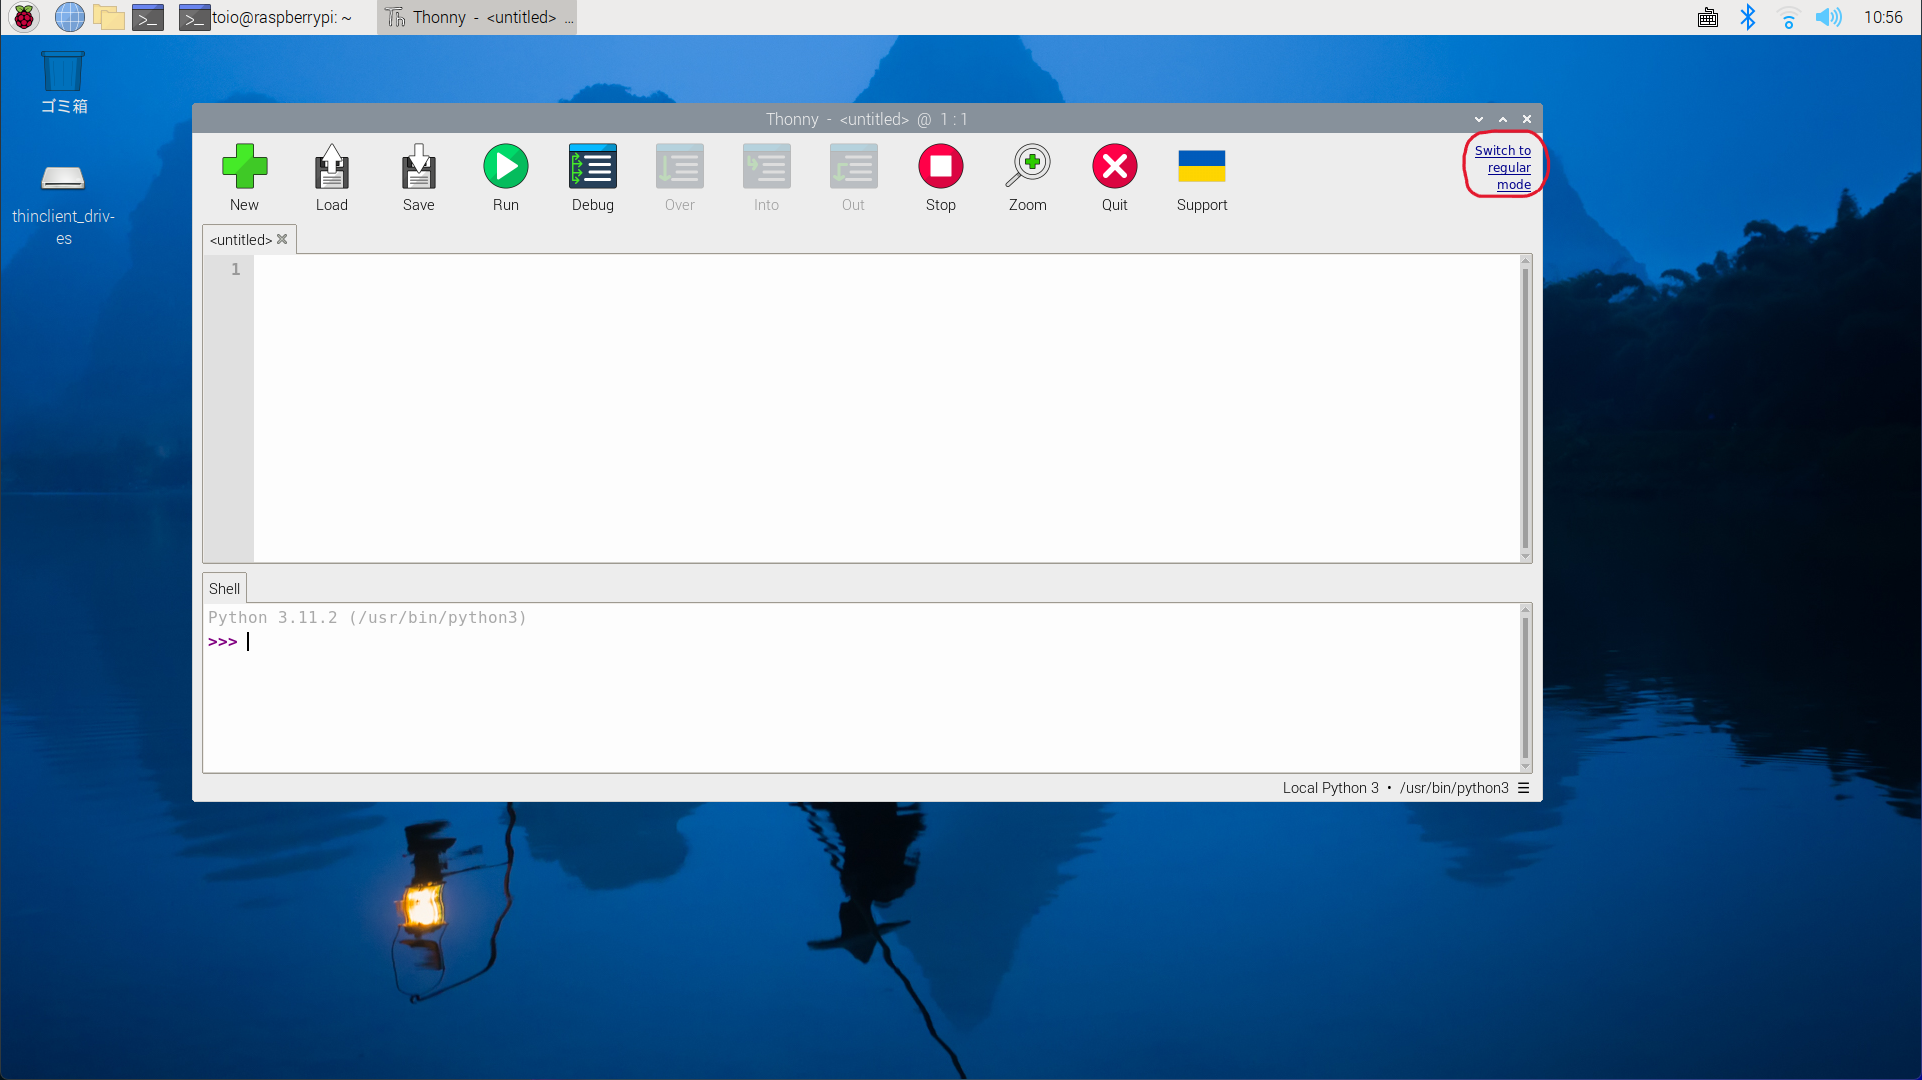 toio@raspberrypi: ~
Thonny - <untitled> ...
10:56
ゴミ箱
thinclient_driv-
es
Thonny - <untitled> @ 1 : 1
New
Load
Save
Run
Debug
Over
Into
Out
Stop
Zoom
Quit
Support
Switch to
regular
mode
<untitled>
1
Shell
Python 3.11.2 (/usr/bin/python3)
>>>
Local Python 3 • /usr/bin/python3